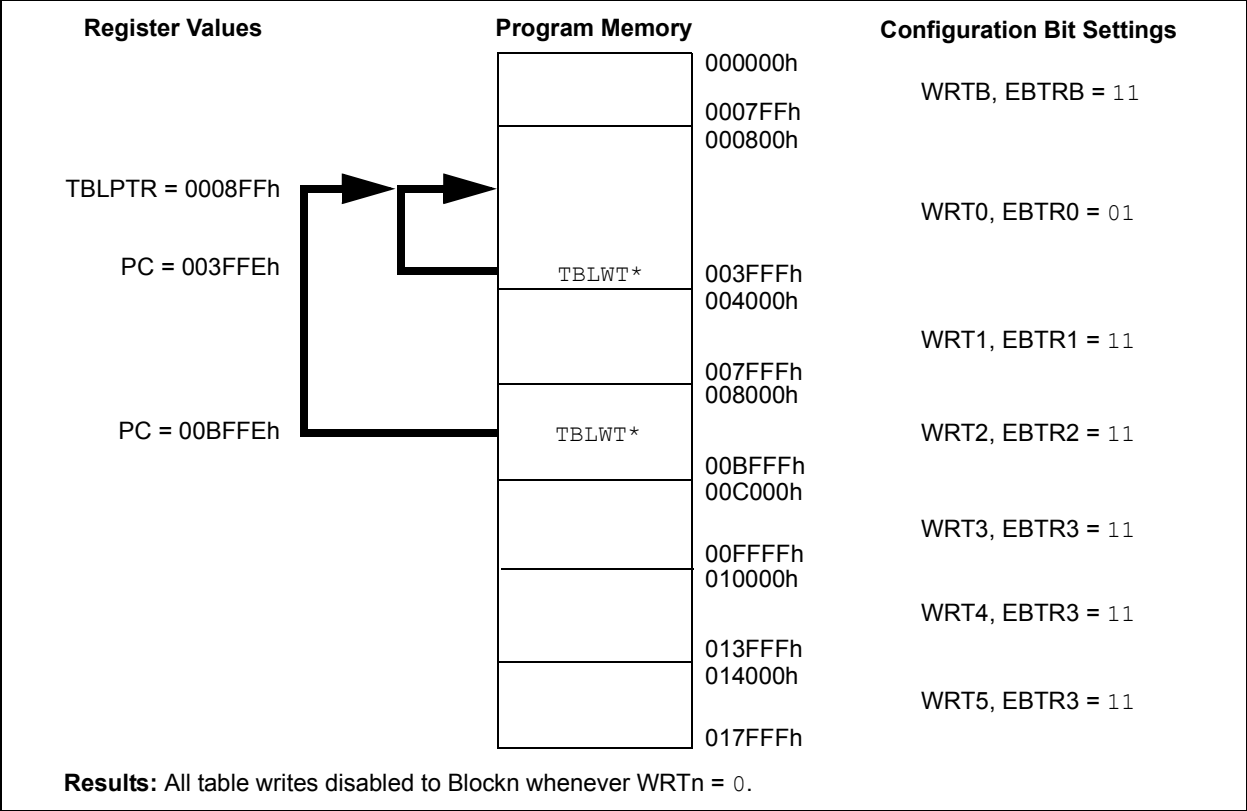 Register Values
Program Memory
Configuration Bit Settings
000000h
WRTB, EBTRB = 11
0007FFh
000800h
TBLPTR = 0008FFh
WRT0, EBTR0 = 01
PC = 003FFEh
TBLWT*
003FFFh
004000h
WRT1, EBTR1 = 11
007FFFh
008000h
PC = 00BFFEh
TBLWT*
WRT2, EBTR2 = 11
00BFFFh
00C000h
WRT3, EBTR3 = 11
00FFFFh
010000h
WRT4, EBTR3 = 11
013FFFh
014000h
WRT5, EBTR3 = 11
017FFFh
Results: All table writes disabled to Blockn whenever WRTn = 0.